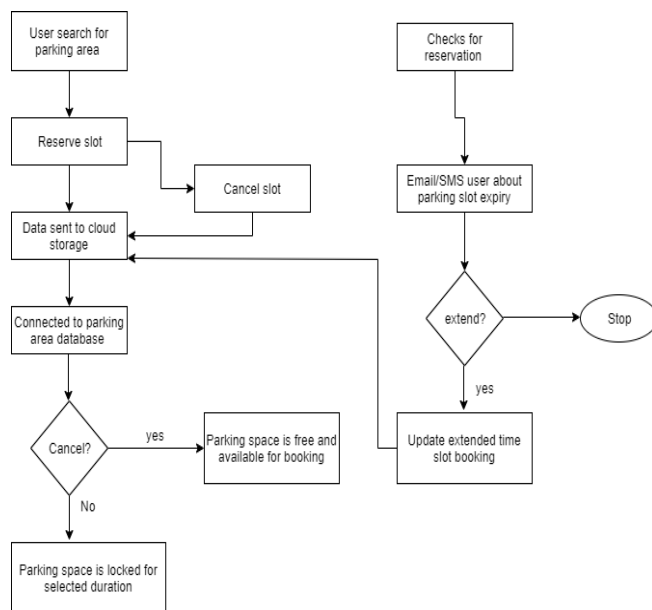 User search for
parking area
Checks for
reservation
Reserve slot
Cancel slot
Email/SMS user about
parking slot expiry
Data sent to cloud
storage
Connected to parking
area database
extend?
Stop
yes
Cancel?
yes
Parking space is free and
available for booking
Update extended time
slot booking
No
Parking space is locked for
selected duration